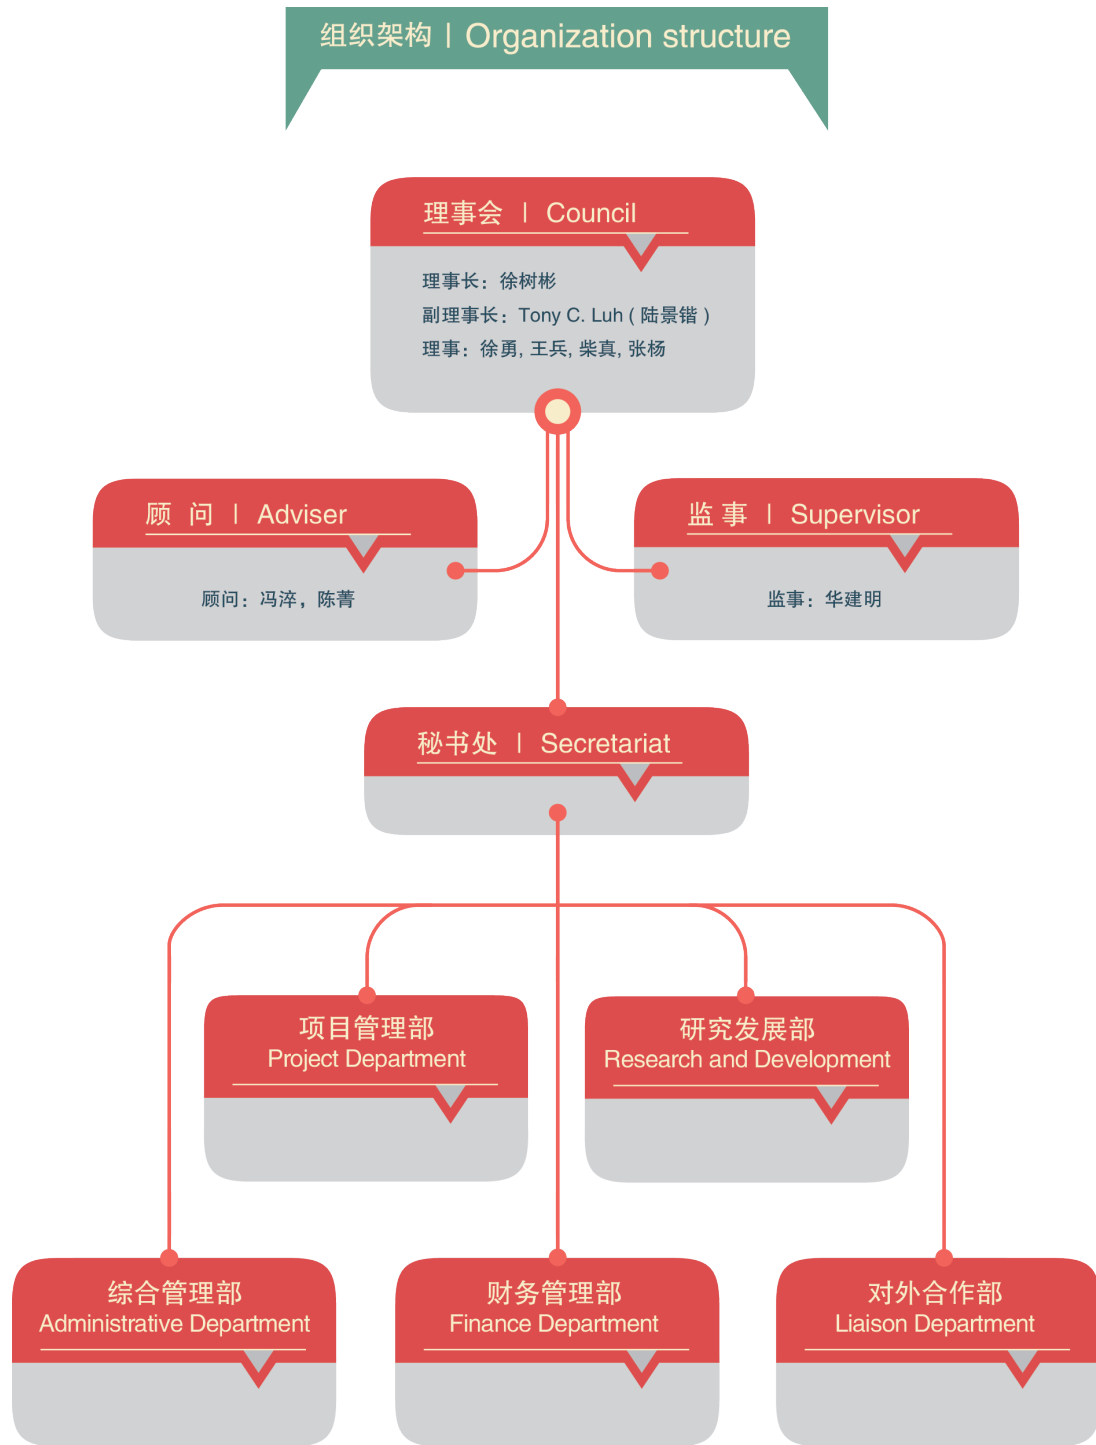 组织架构 | Organization structure
理事会 | Council
理事长：徐树彬
副理事长：Tony C. Luh ( 陆景锴 )
理事：徐勇, 王兵, 柴真, 张杨
顾 问 | Adviser
顾问：冯淬，陈菁
监 事 | Supervisor
监事：华建明
秘书处 | Secretariat
项目管理部
Project Department
研究发展部
Research and Development
综合管理部
Administrative Department
财务管理部
Finance Department
对外合作部
Liaison Department